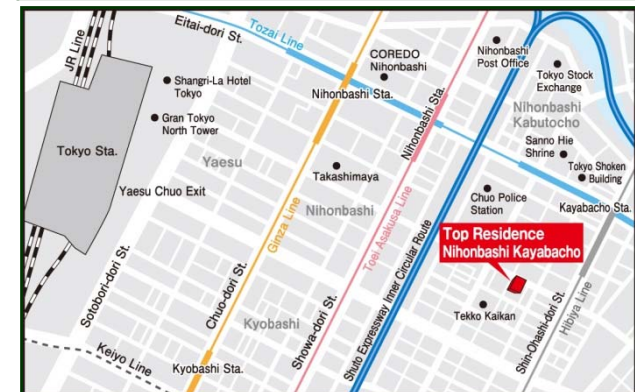 Eitai-dori St.
Tozai Line
JR Line
COREDO
Nihonbashi
Nihonbashi
Post Office
Tokyo Stock
Exchange
Shangri-La Hotel
Tokyo
Nihonbashi Sta.
Nihonbashi Sta.
Nihonbashi
Kabutocho
Gran Tokyo
North Tower
Sanno Hie
Shrine
Tokyo Sta.
Yaesu
Takashimaya
Tokyo Shoken
Building
Yaesu Chuo Exit
Nihonbashi
Chuo Police
Station
Kayabacho Sta.
Ginza Line
Toei Asakusa Line
Shuto Expressway Inner Circular Route
Top Residence
Nihonbashi Kayabacho
Sotobori-dori St.
Chuo-dori St.
Kyobashi
Showa-dori St.
Tekko Kaikan
Shin-Ohashi-dori St.
Hibiya Line
Keiyo Line
Kyobashi Sta.